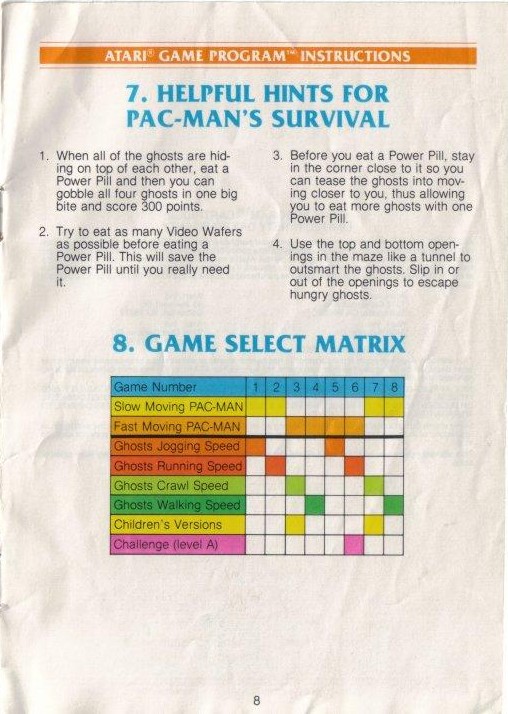 ATARI® GAME PROGRAM™ INSTRUCTIONS
7. HELPFUL HINTS FOR
PAC-MAN'S SURVIVAL
1. When all of the ghosts are hid-
ing on top of each other, eat a
Power Pill and then you can
gobble all four ghosts in one big
bite and score 300 points.
2. Try to eat as many Video Wafers
as possible before eating a
Power Pill. This will save the
Power Pill until you really need
it.
3. Before you eat a Power Pill, stay
in the corner close to it so you
can tease the ghosts into mov-
ing closer to you, thus allowing
you to eat more ghosts with one
Power Pill.
4. Use the top and bottom open-
ings in the maze like a tunnel to
outsmart the ghosts. Slip in or
out of the openings to escape
hungry ghosts.
8. GAME SELECT MATRIX
Game Number 1 2 3 4 5 6 7 8
Slow Moving PAC-MAN
Fast Moving PAC-MAN
Ghosts Jogging Speed
Ghosts Running Speed
Ghosts Crawl Speed
Ghosts Walking Speed
Children's Versions
Challenge (level A)
8